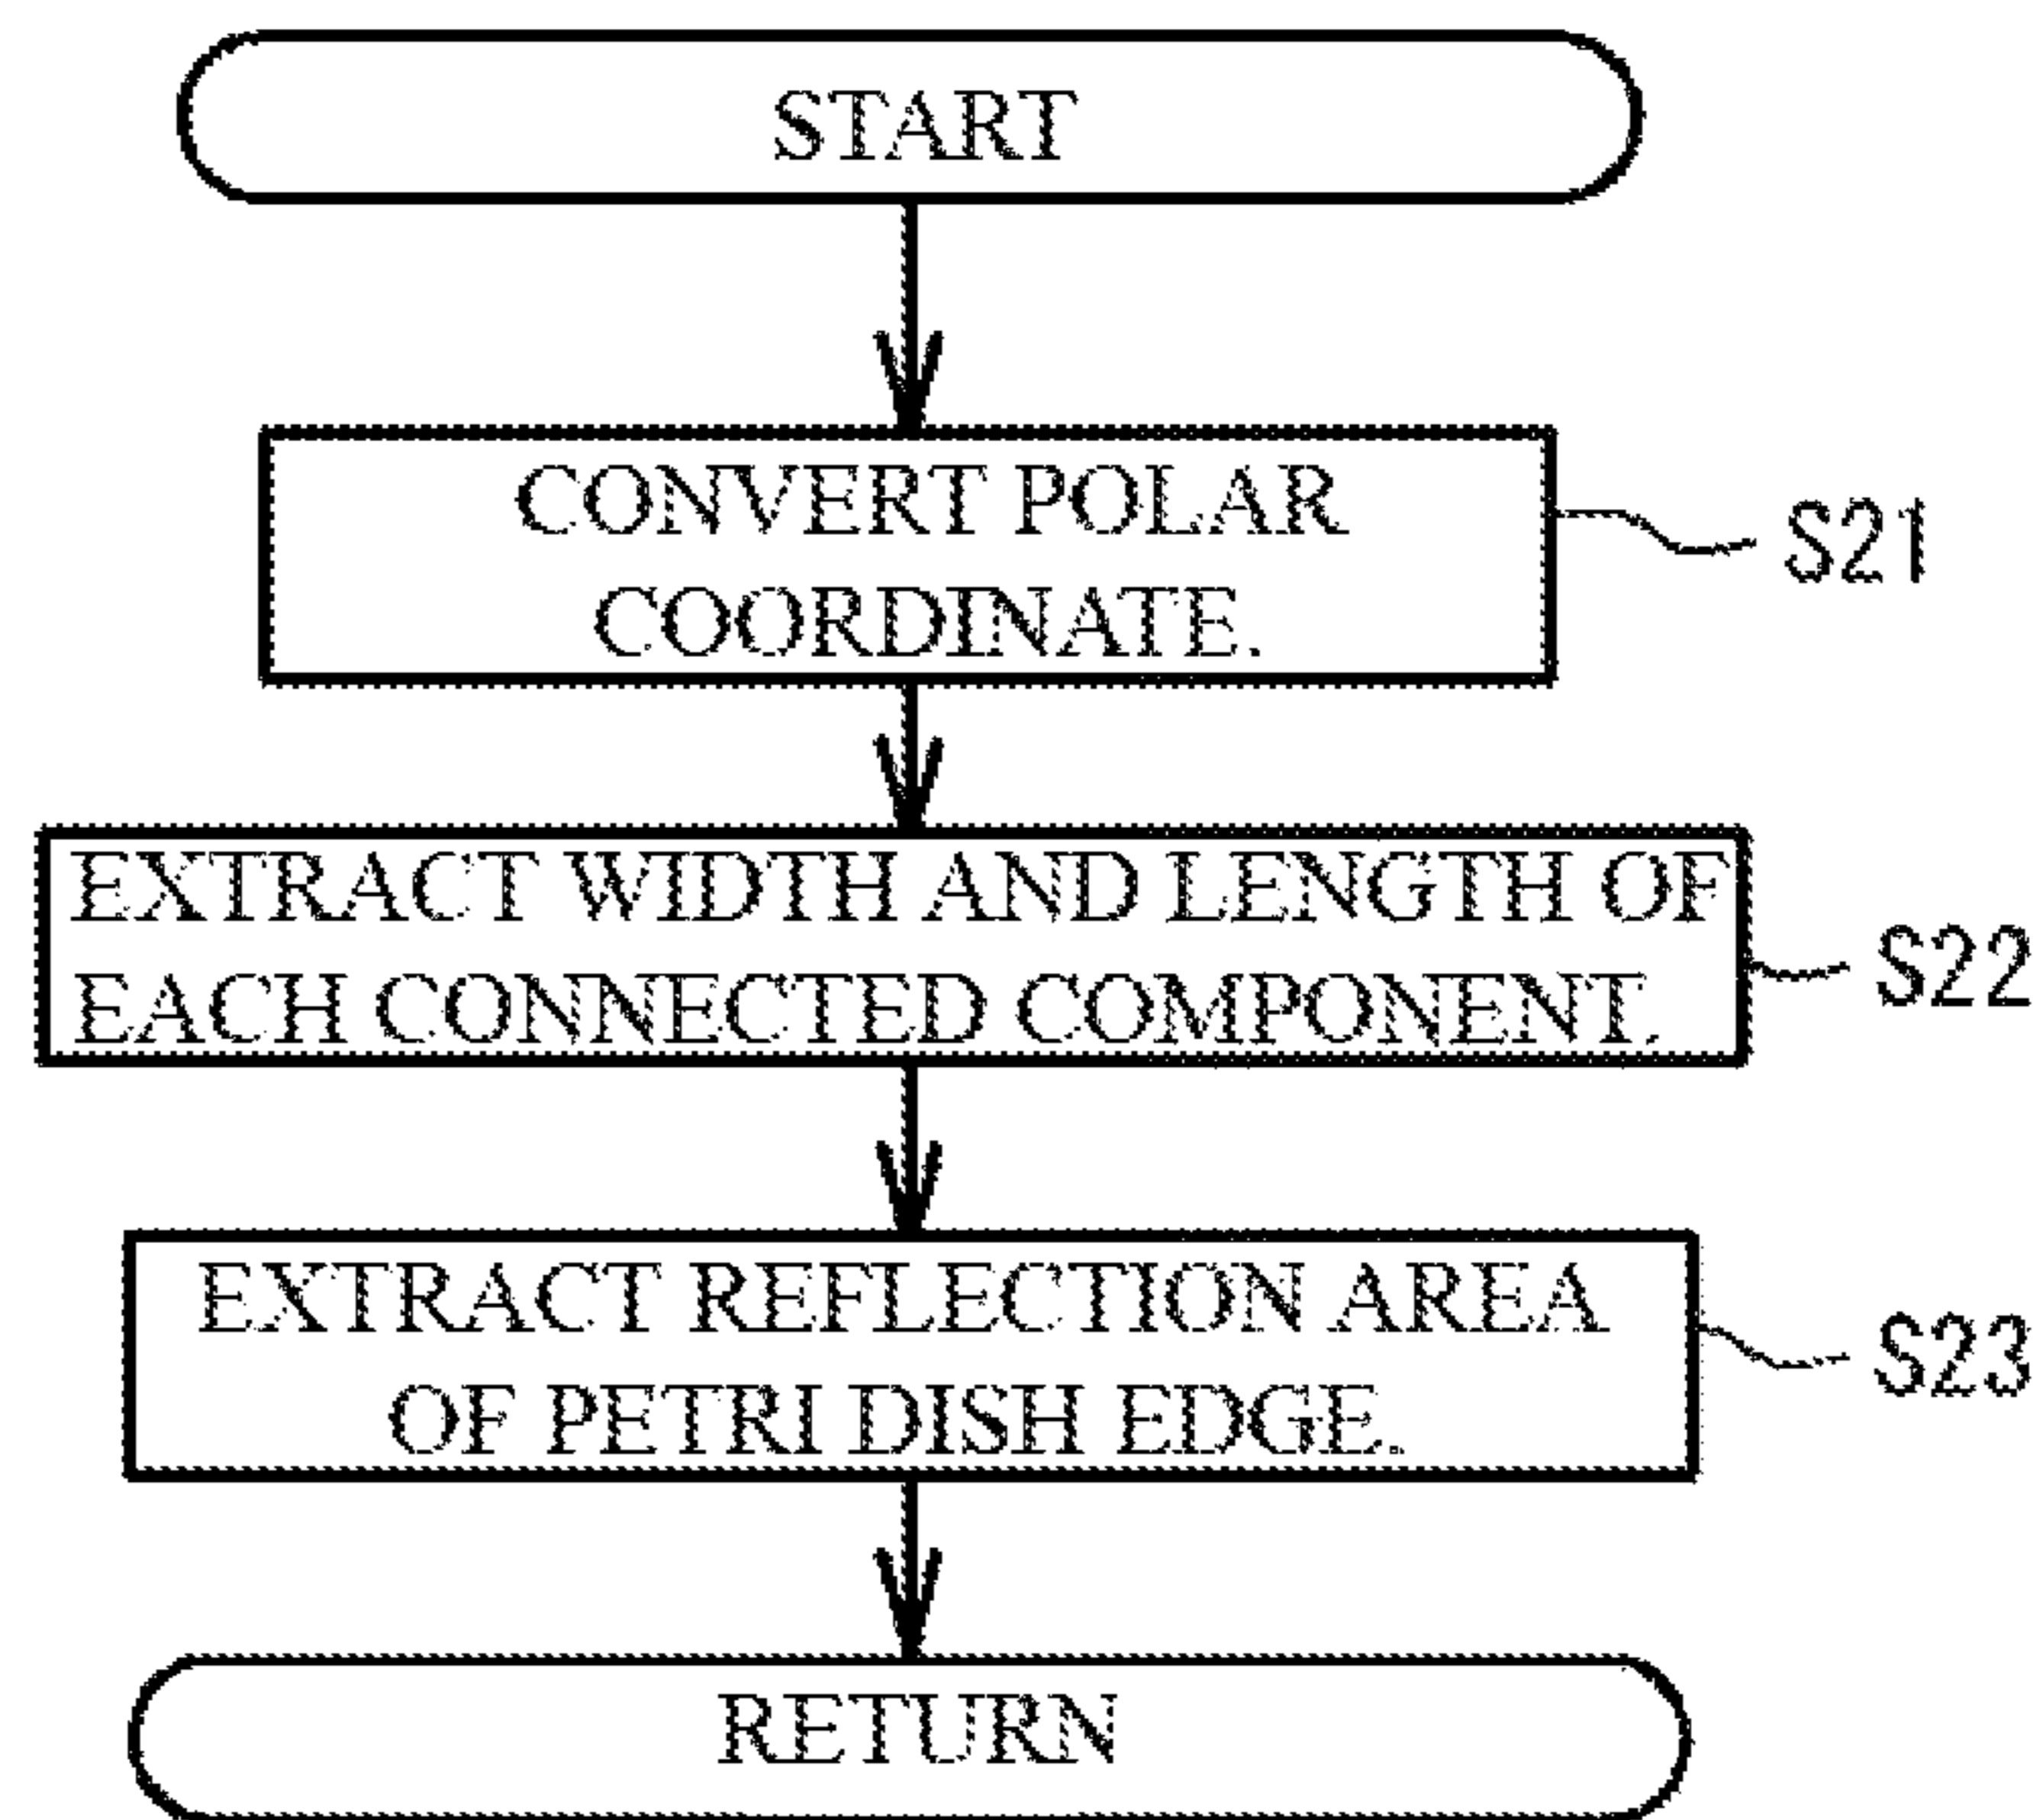 START
CONVERT POLAR
COORDINATE.
S21
EXTRACT WIDTH AND LENGTH OF
EACH CONNECTED COMPONENT.
S22
EXTRACT REFLECTION AREA
OF PETRI DISH EDGE.
S23
RETURN